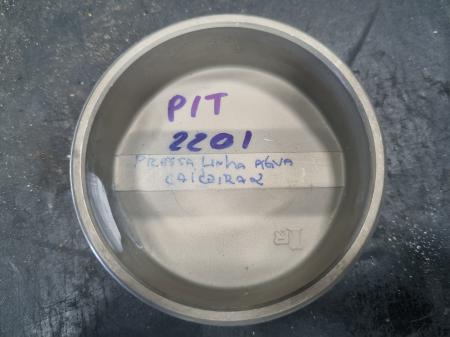 PIT
2201
PRESSA LINHA AGUA
CALDEIRA 2